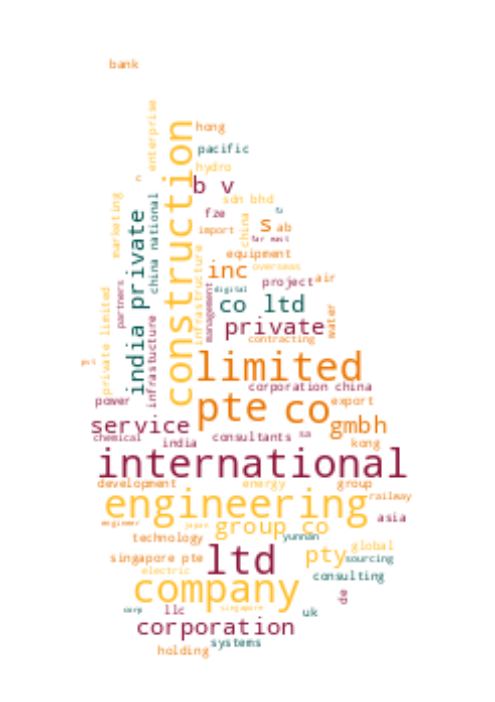 bank
enterprise
hong
construction
pacific
hydro
c
b v
marketing
china national
sdn bhd
india private
fze
china
s
ab
import
far east
infrastructure
equipment
inc
overseas
partners
management
project
air
private limited
digital
co ltd
infrastucture
private
water
contracting
limited
corporation china
power
pte
co
export
service
gmbh
chemical
india
consultants
sa
kong
international
development
energy
group
engineering
railway
asia
engineer
japan
group co
technology
yunnan
global
singapore pte
ltd
pty
sourcing
electric
consulting
company
de
corp
llc
singapore
uk
corporation
systems
holding